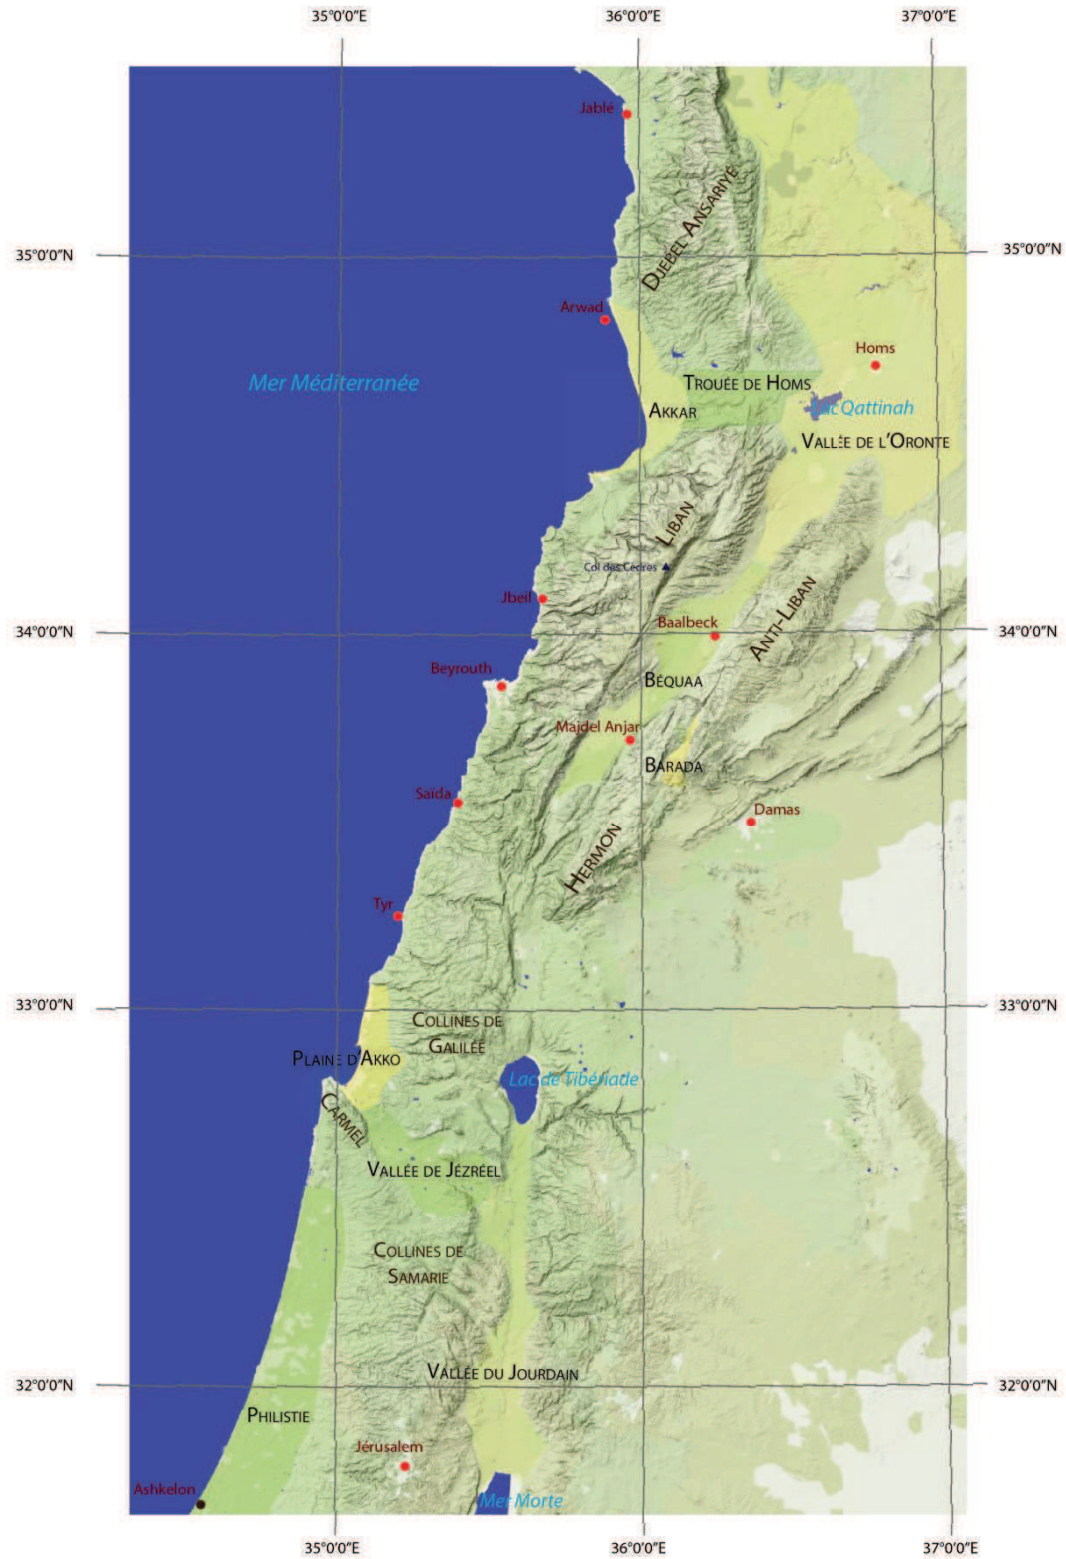 35°0'0"E
36°0'0"E
37°0'0"E
Jablé
Djebel Ansariyé
35°0'0"N
35°0'0"N
Arwad
Homs
Mer Méditerranée
Trouée de Homs
Lac Qattinah
Akkar
Vallée de l'Oronte
Liban
Col des Cèdres
Anti-Liban
Jbeil
34°0'0"N
34°0'0"N
Baalbeck
Beyrouth
Béquaa
Majdel Anjar
Barada
Saïda
Damas
Hermon
Tyr
33°0'0"N
33°0'0"N
Collines de
Galilée
Plaine d'Akko
Lac de Tibériade
Carmel
Vallée de Jézréel
Collines de
Samarie
Vallée du Jourdain
32°0'0"N
32°0'0"N
Philistie
Jérusalem
Ashkelon
Mer Morte
35°0'0"E
36°0'0"E
37°0'0"E